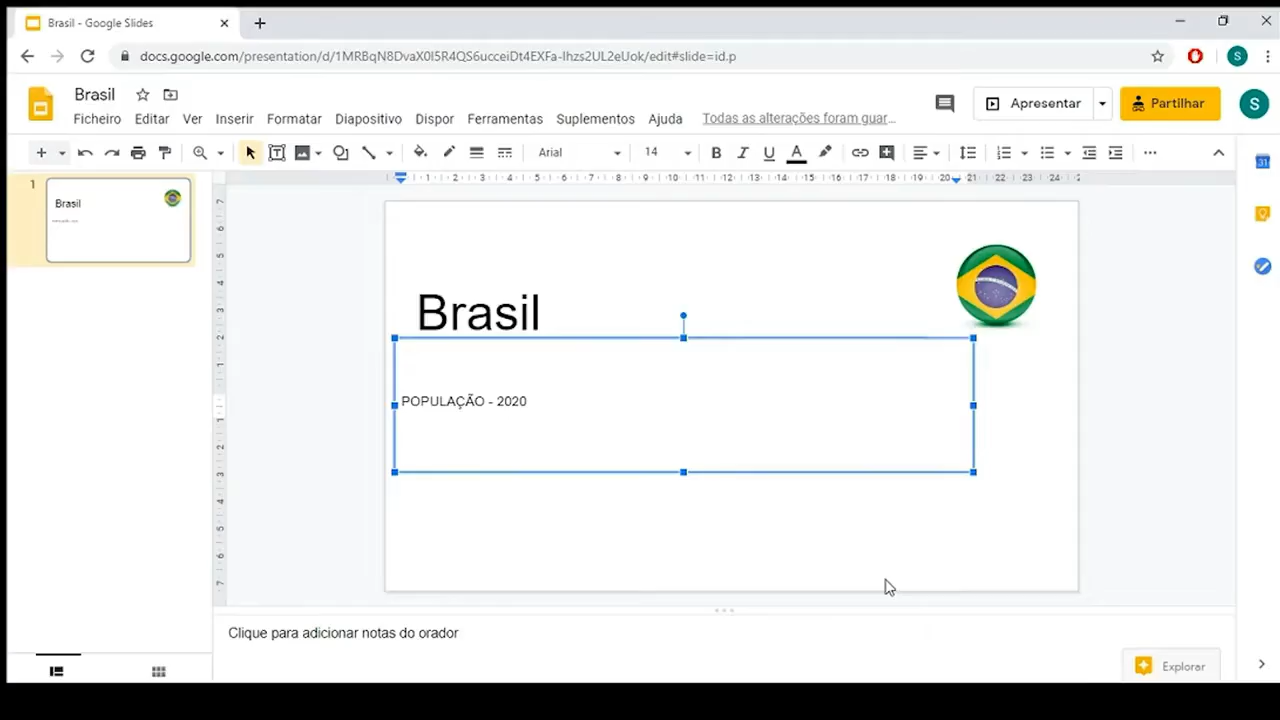 Brasil - Google Slides
docs.google.com/presentation/d/1MRBqN8DvaX0I5R4QS6ucceiDt4EXFa-Ihzs2UL2eUok/edit#slide=id.p
S
Brasil
Apresentar
Partilhar
S
Ficheiro Editar Ver Inserir Formatar Diapositivo Dispor Ferramentas Suplementos Ajuda Todas as alterações foram guar...
Arial 14
1
Brasil
Brasil
POPULAÇÃO - 2020
Clique para adicionar notas do orador
Explorar